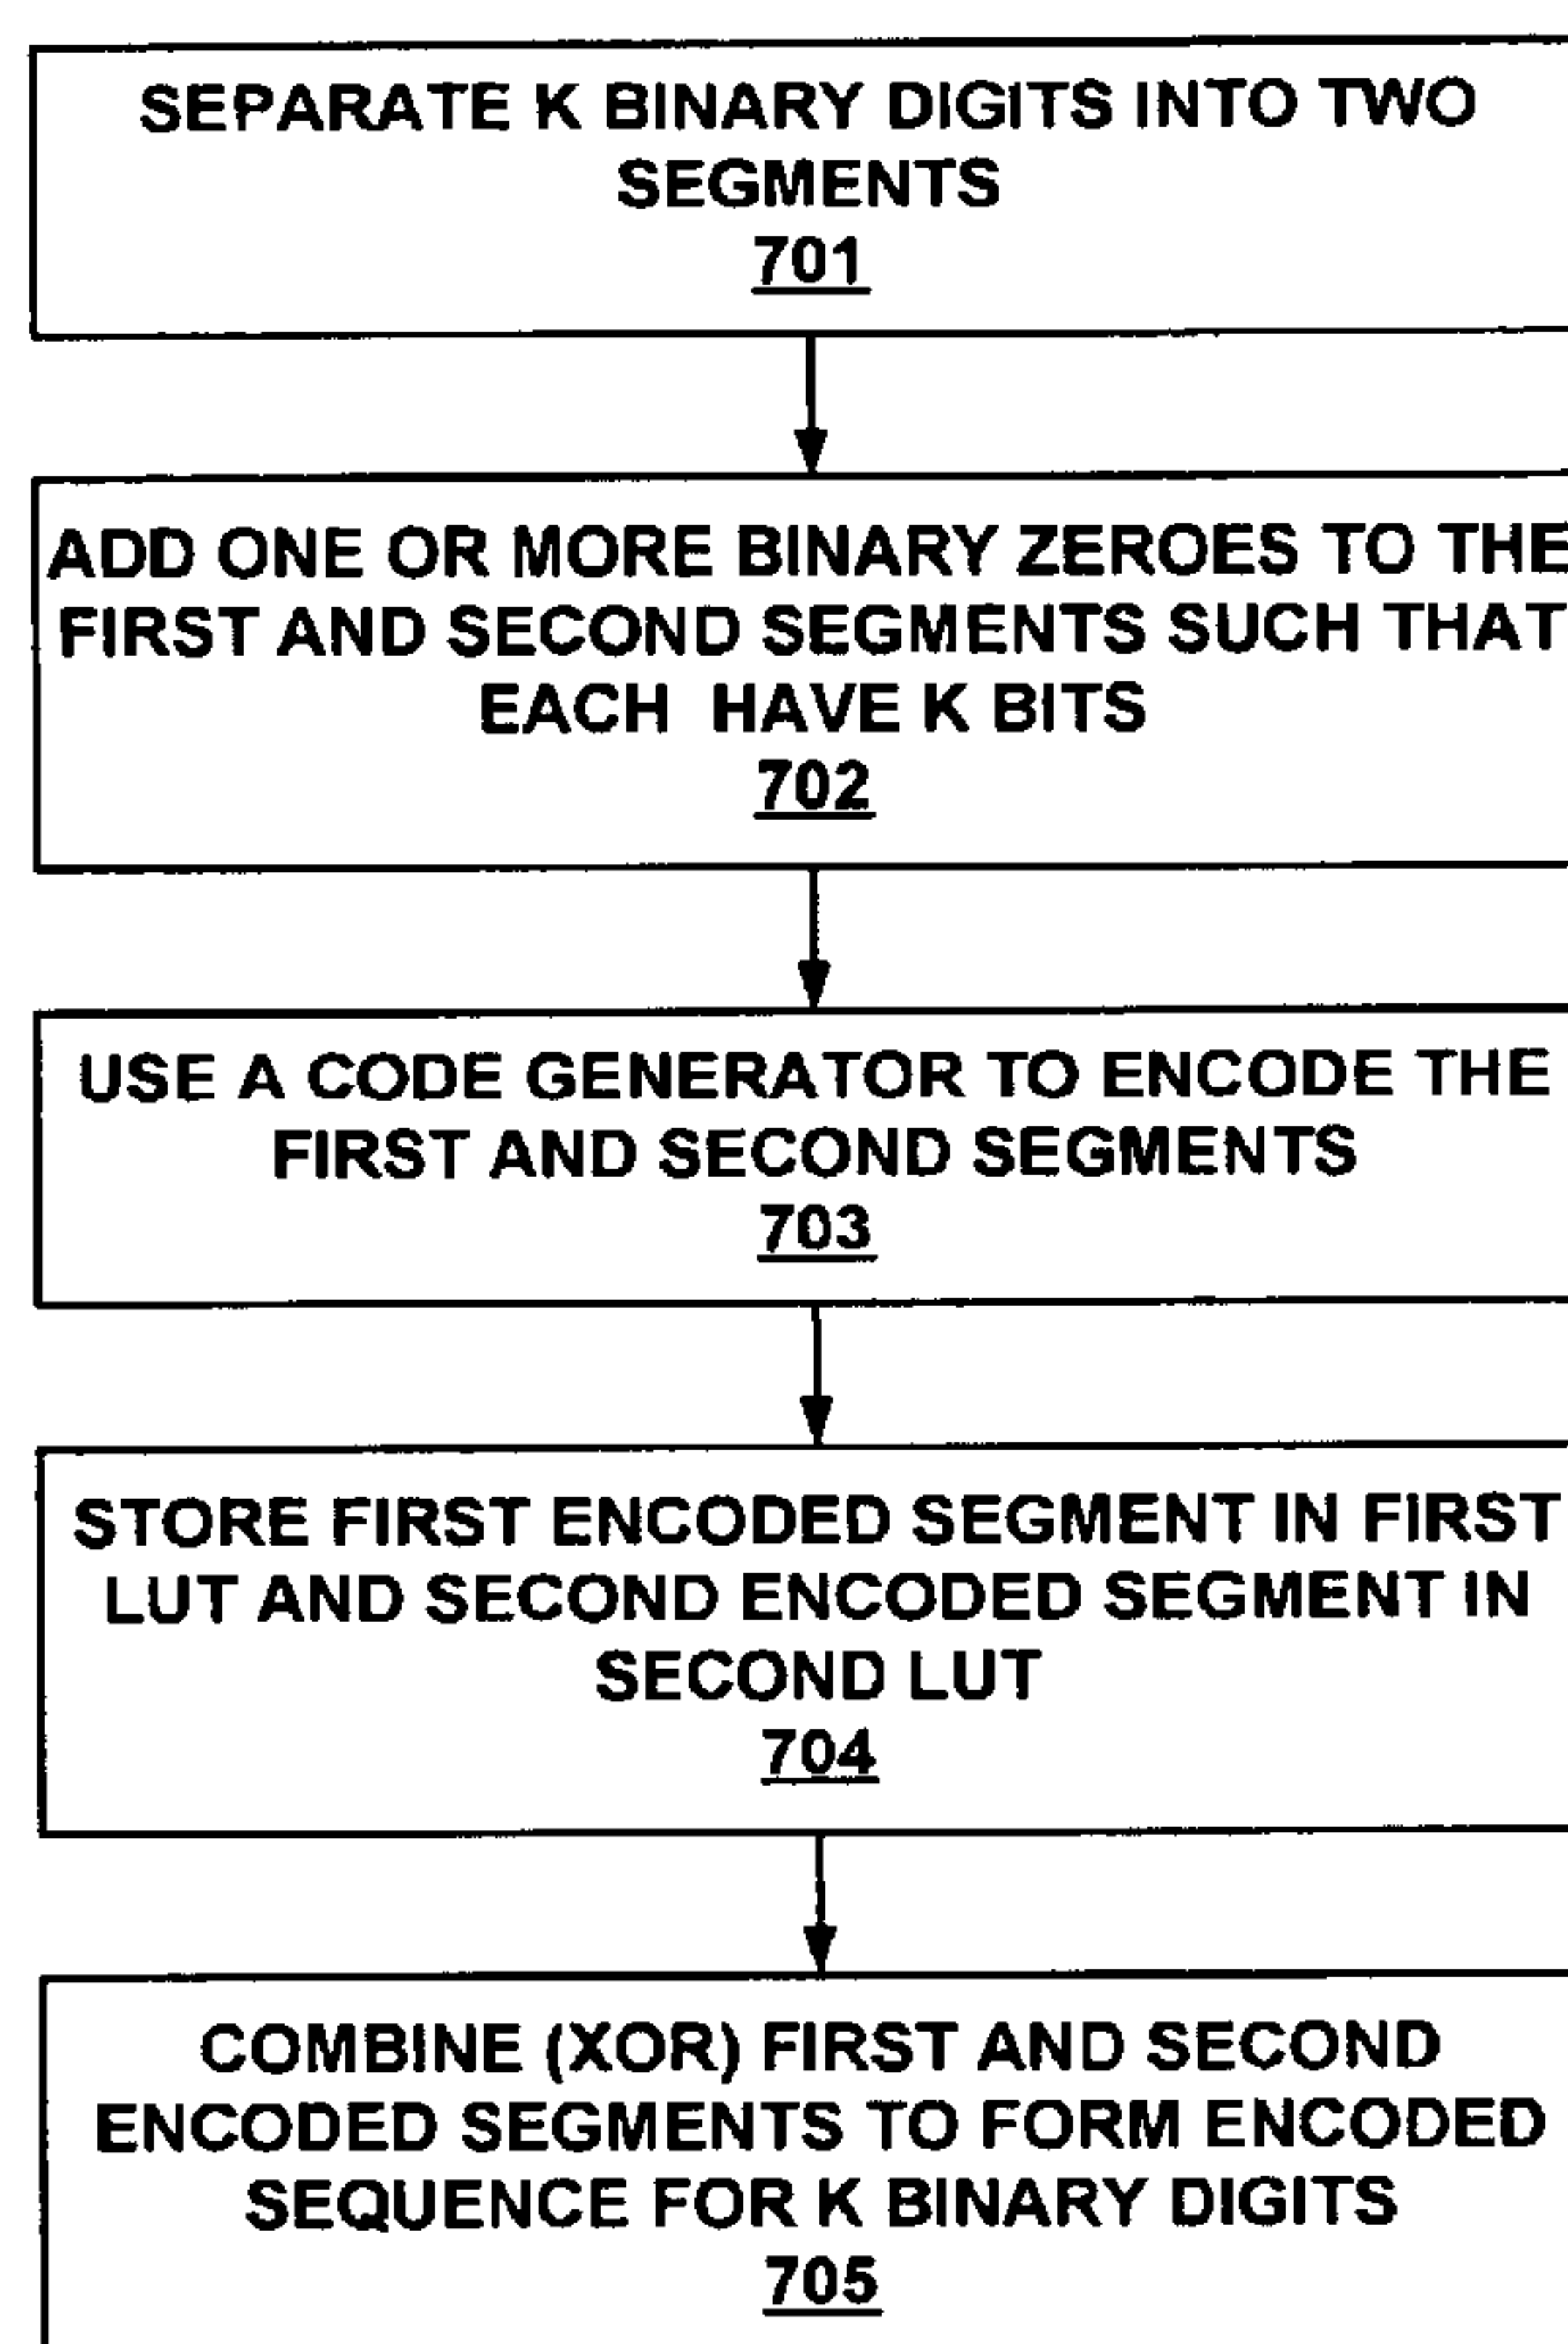 SEPARATE K BINARY DIGITS INTO TWO
SEGMENTS
701
ADD ONE OR MORE BINARY ZEROES TO THE
FIRST AND SECOND SEGMENTS SUCH THAT
EACH HAVE K BITS
702
USE A CODE GENERATOR TO ENCODE THE
FIRST AND SECOND SEGMENTS
703
STORE FIRST ENCODED SEGMENT IN FIRST
LUT AND SECOND ENCODED SEGMENT IN
SECOND LUT
704
COMBINE (XOR) FIRST AND SECOND
ENCODED SEGMENTS TO FORM ENCODED
SEQUENCE FOR K BINARY DIGITS
705